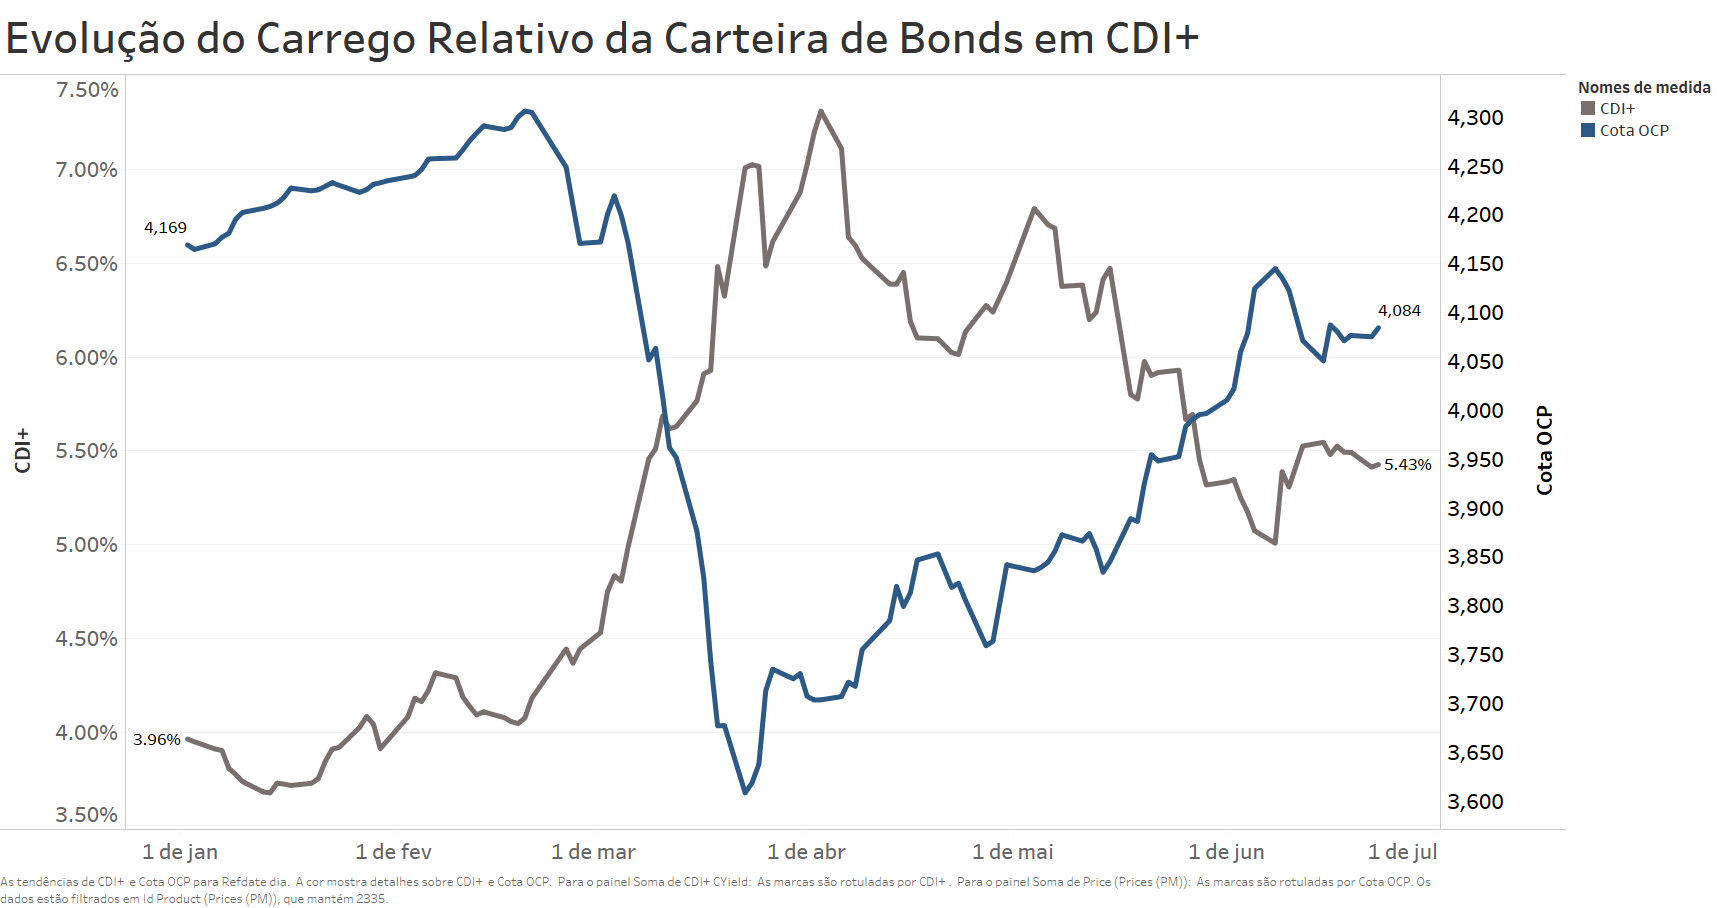 Evolução do Carrego Relativo da Carteira de Bonds em CDI+
Nomes de medida
CDI+
Cota OCP
7.50%
7.00%
6.50%
6.00%
5.50%
5.00%
4.50%
4.00%
3.50%
CDI+
4,169
3.96%
4,084
5.43%
4,300
4,250
4,200
4,150
4,100
4,050
4,000
3,950
3,900
3,850
3,800
3,750
3,700
3,650
3,600
Cota OCP
1 de jan
1 de fev
1 de mar
1 de abr
1 de mai
1 de jun
1 de jul
As tendências de CDI+ e Cota OCP para Refdate dia. A cor mostra detalhes sobre CDI+ e Cota OCP. Para o painel Soma de CDI+ CYield: As marcas são rotuladas por CDI+ . Para o painel Soma de Price (Prices (PM)): As marcas são rotuladas por Cota OCP. Os
dados estão filtrados em Id Product (Prices (PM)), que mantém 2335.